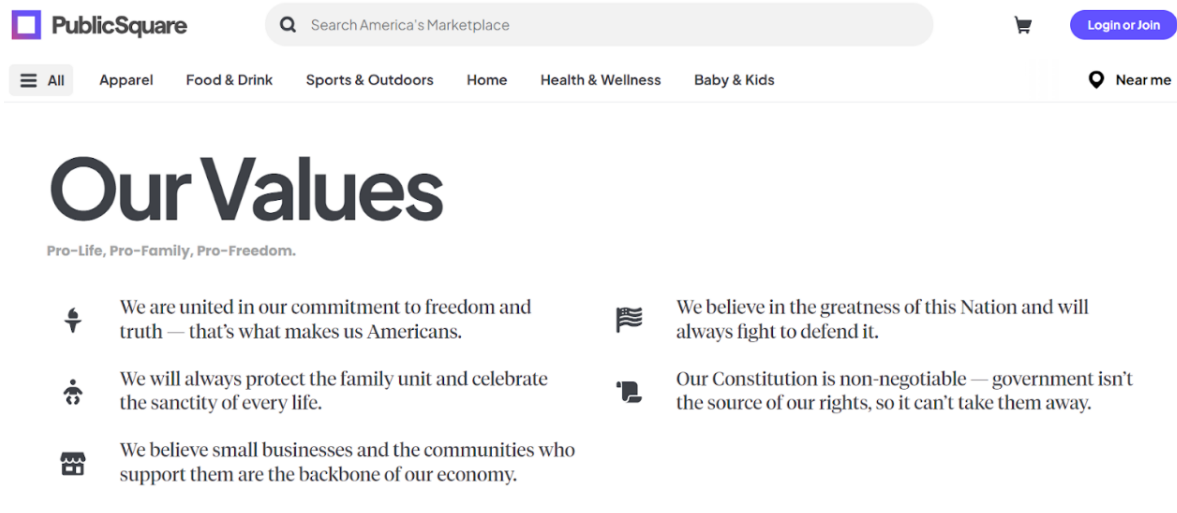 PublicSquare
Search America's Marketplace
Login or Join
All
Apparel
Food & Drink
Sports & Outdoors
Home
Health & Wellness
Baby & Kids
Near me
Our Values
Pro-Life, Pro-Family, Pro-Freedom.
We are united in our commitment to freedom and
truth — that's what makes us Americans.
We will always protect the family unit and celebrate
the sanctity of every life.
We believe small businesses and the communities who
support them are the backbone of our economy.
We believe in the greatness of this Nation and will
always fight to defend it.
Our Constitution is non-negotiable — government isn't
the source of our rights, so it can't take them away.